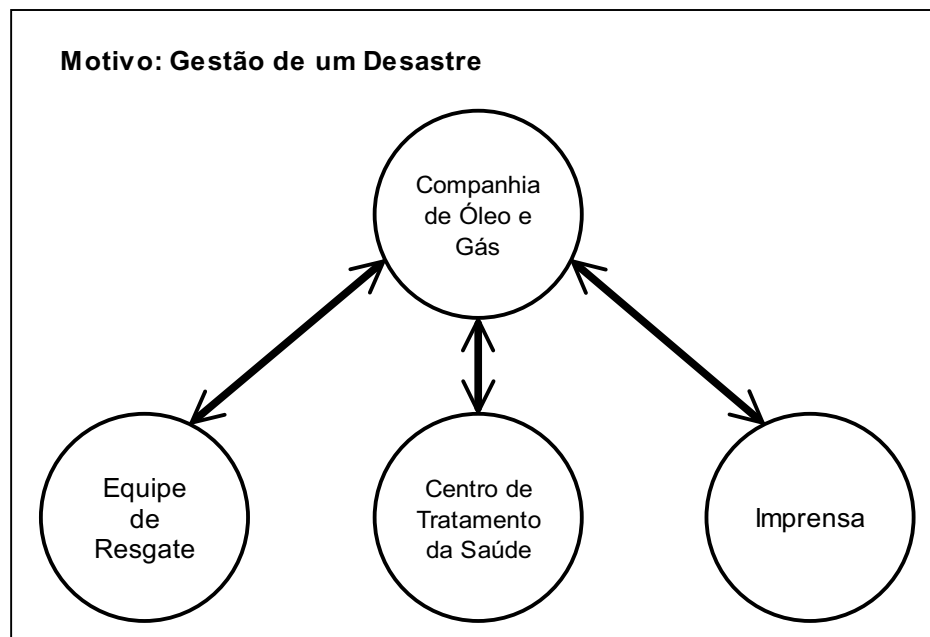 Motivo: Gestão de um Desastre
Companhia
de Óleo e
Gás
Equipe
de
Resgate
Centro de
Tratamento
da Saúde
Imprensa